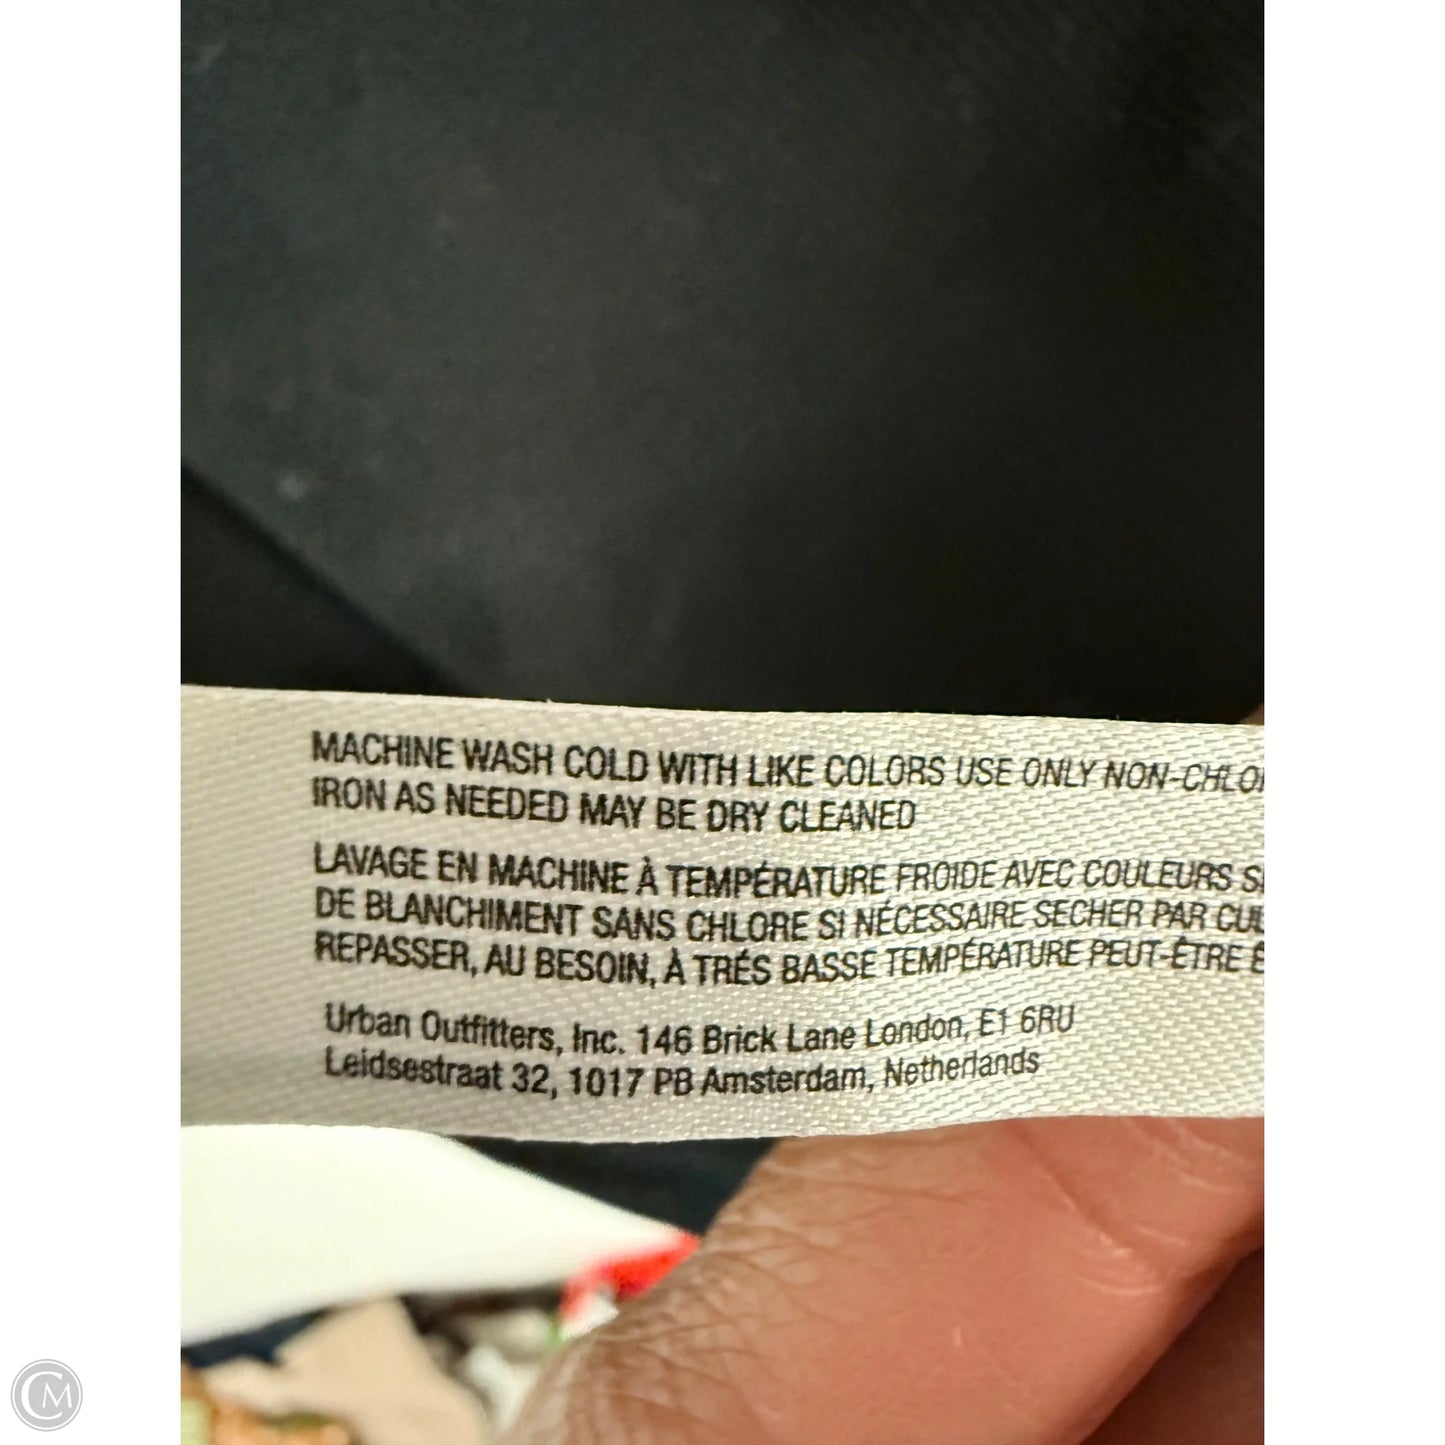 MACHINE WASH COLD WITH LIKE COLORS USE ONLY NON-CHLO
IRON AS NEEDED MAY BE DRY CLEANED
LAVAGE EN MACHINE À TEMPÉRATURE FROIDE AVEC COULEURS
DE BLANCHIMENT SANS CHLORE SI NÉCESSAIRE SECHER PAR CUL
REPASSER, AU BESOIN, À TRÉS BASSE TEMPÉRATURE PEUT-ÊTRE
Urban Outfitters, Inc. 146 Brick Lane London, E1 6RU
Leidsestraat 32, 1017 PB Amsterdam, Netherlands
CM